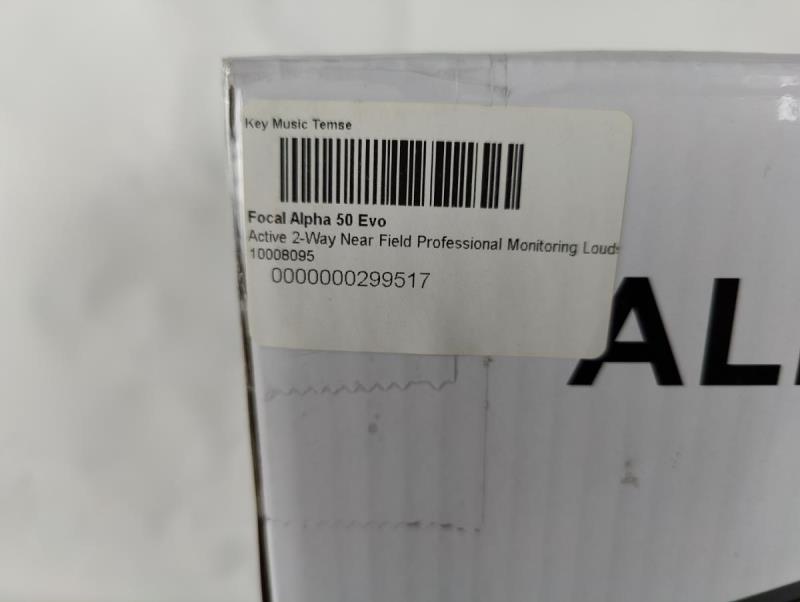 Key Music Temse
Focal Alpha 50 Evo
Active 2-Way Near Field Professional Monitoring Louds
10008095
0000000299517
AL